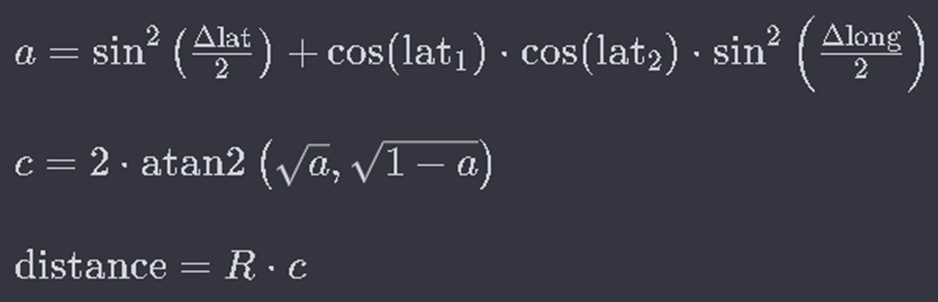 a = sin²(Δlat/2) + cos(lat₁) · cos(lat₂) · sin²(Δlong/2)
c = 2 · atan2(√a, √(1 − a))
distance = R · c